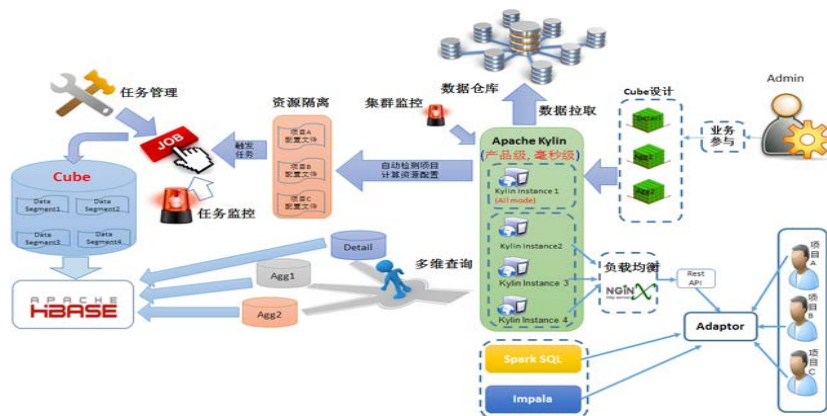 任务管理
JOB
触发
任务
任务监控
Cube
Data
Segment1
Data
Segment2
Data
Segment3
Data
Segment4
APACHE
HBASE
资源隔离
项目A
配置文件
项目B
配置文件
项目C
配置文件
自动检测项目
计算资源配置
集群监控
数据仓库
数据拉取
Apache Kylin
(产品级, 毫秒级)
Kylin Instance 1
(All mode)
Kylin Instance2
Kylin Instance 3
Kylin Instance 4
Cube设计
Detail
Agg1
Agg2
业务
参与
Admin
Detail
Agg1
Agg2
多维查询
负载均衡
NGINX
Rest
API
Adaptor
项目A
项目B
项目C
Spark SQL
Impala